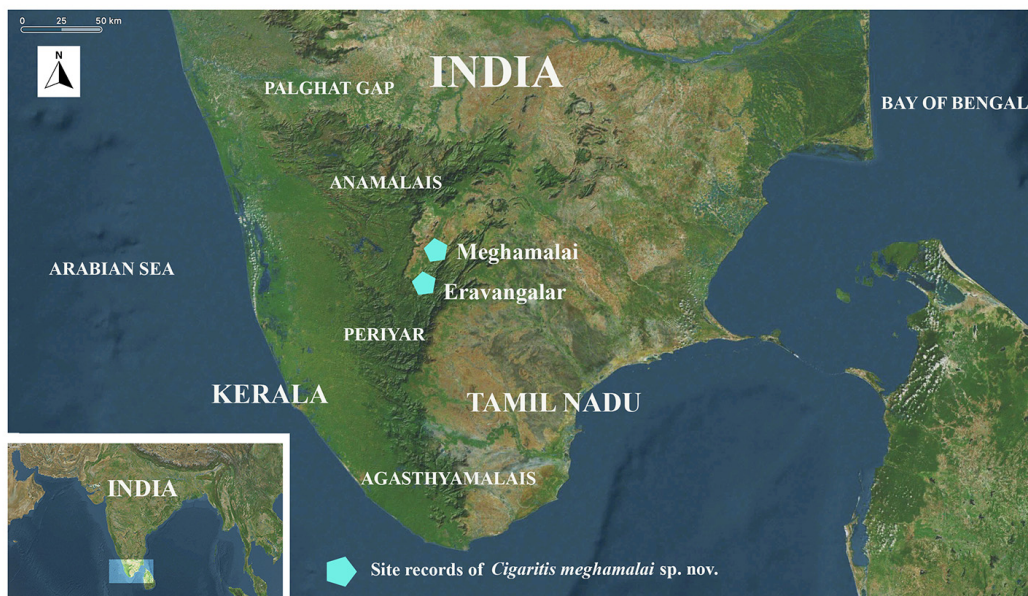 0 25 50 km
N
INDIA
PALGHAT GAP
BAY OF BENGAL
ANAMALAIS
Meghamalai
ARABIAN SEA
Eravangalar
PERIYAR
KERALA
TAMIL NADU
AGASTHYAMALAIS
INDIA
Site records of Cigaritis meghamalai sp. nov.